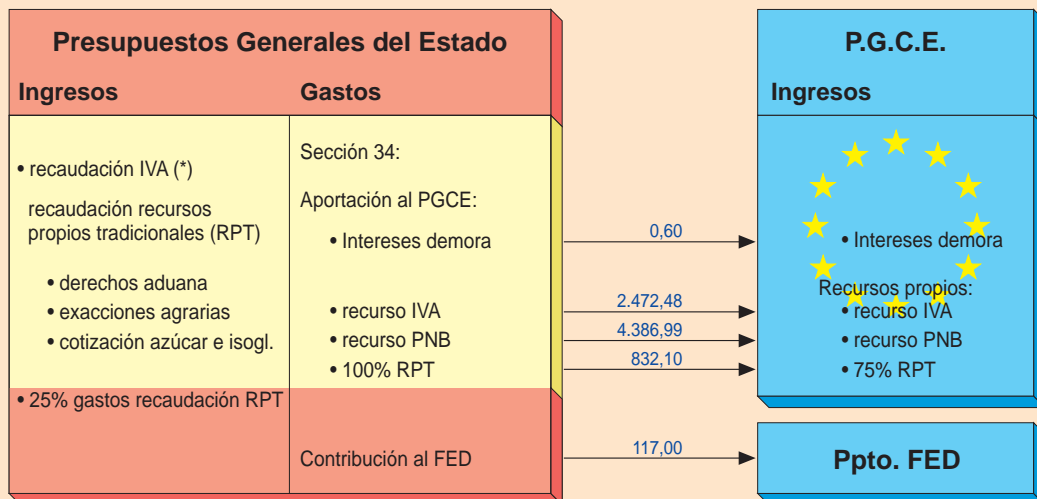 Presupuestos Generales del Estado
Ingresos
Gastos
• recaudación IVA (*)
recaudación recursos
propios tradicionales (RPT)
• derechos aduana
• exacciones agrarias
• cotización azúcar e isogl.
• 25% gastos recaudación RPT
Sección 34:
Aportación al PGCE:
• Intereses demora
• recurso IVA
• recurso PNB
• 100% RPT
Contribución al FED
0,60
2.472,48
4.386,99
832,10
117,00
P.G.C.E.
Ingresos
• Intereses demora
Recursos propios:
• recurso IVA
• recurso PNB
• 75% RPT
Ppto. FED